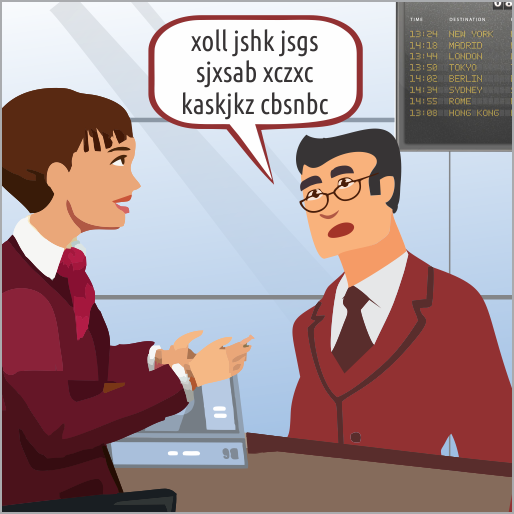 xoll jshk jsgs
sjxsab xczxc
kaskjkz cbsnbc
TIME DESTINATION
13:24 NEW YORK
14:18 MADRID
13:44 LONDON
13:50 TOKYO
14:02 BERLIN
14:34 SYDNEY
14:55 ROME
13:08 HONG KONG